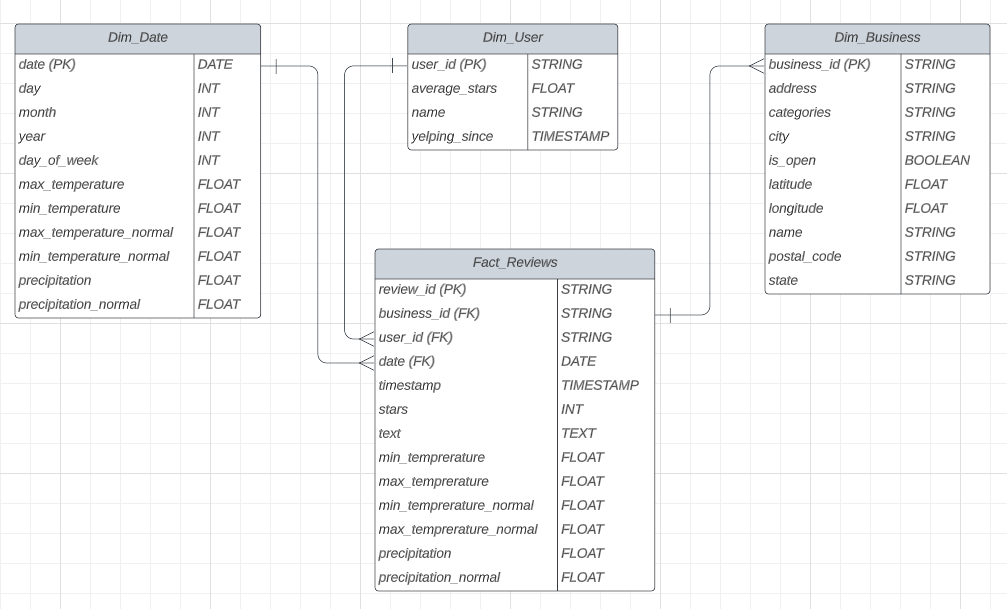 Dim_Date
date (PK) DATE
day INT
month INT
year INT
day_of_week INT
max_temperature FLOAT
min_temperature FLOAT
max_temperature_normal FLOAT
min_temperature_normal FLOAT
precipitation FLOAT
precipitation_normal FLOAT
Dim_User
user_id (PK) STRING
average_stars FLOAT
name STRING
yelping_since TIMESTAMP
Dim_Business
business_id (PK) STRING
address STRING
categories STRING
city STRING
is_open BOOLEAN
latitude FLOAT
longitude FLOAT
name STRING
postal_code STRING
state STRING
Fact_Reviews
review_id (PK) STRING
business_id (FK) STRING
user_id (FK) STRING
date (FK) DATE
timestamp TIMESTAMP
stars INT
text TEXT
min_temprerature FLOAT
max_temprerature FLOAT
min_temprerature_normal FLOAT
max_temprerature_normal FLOAT
precipitation FLOAT
precipitation_normal FLOAT